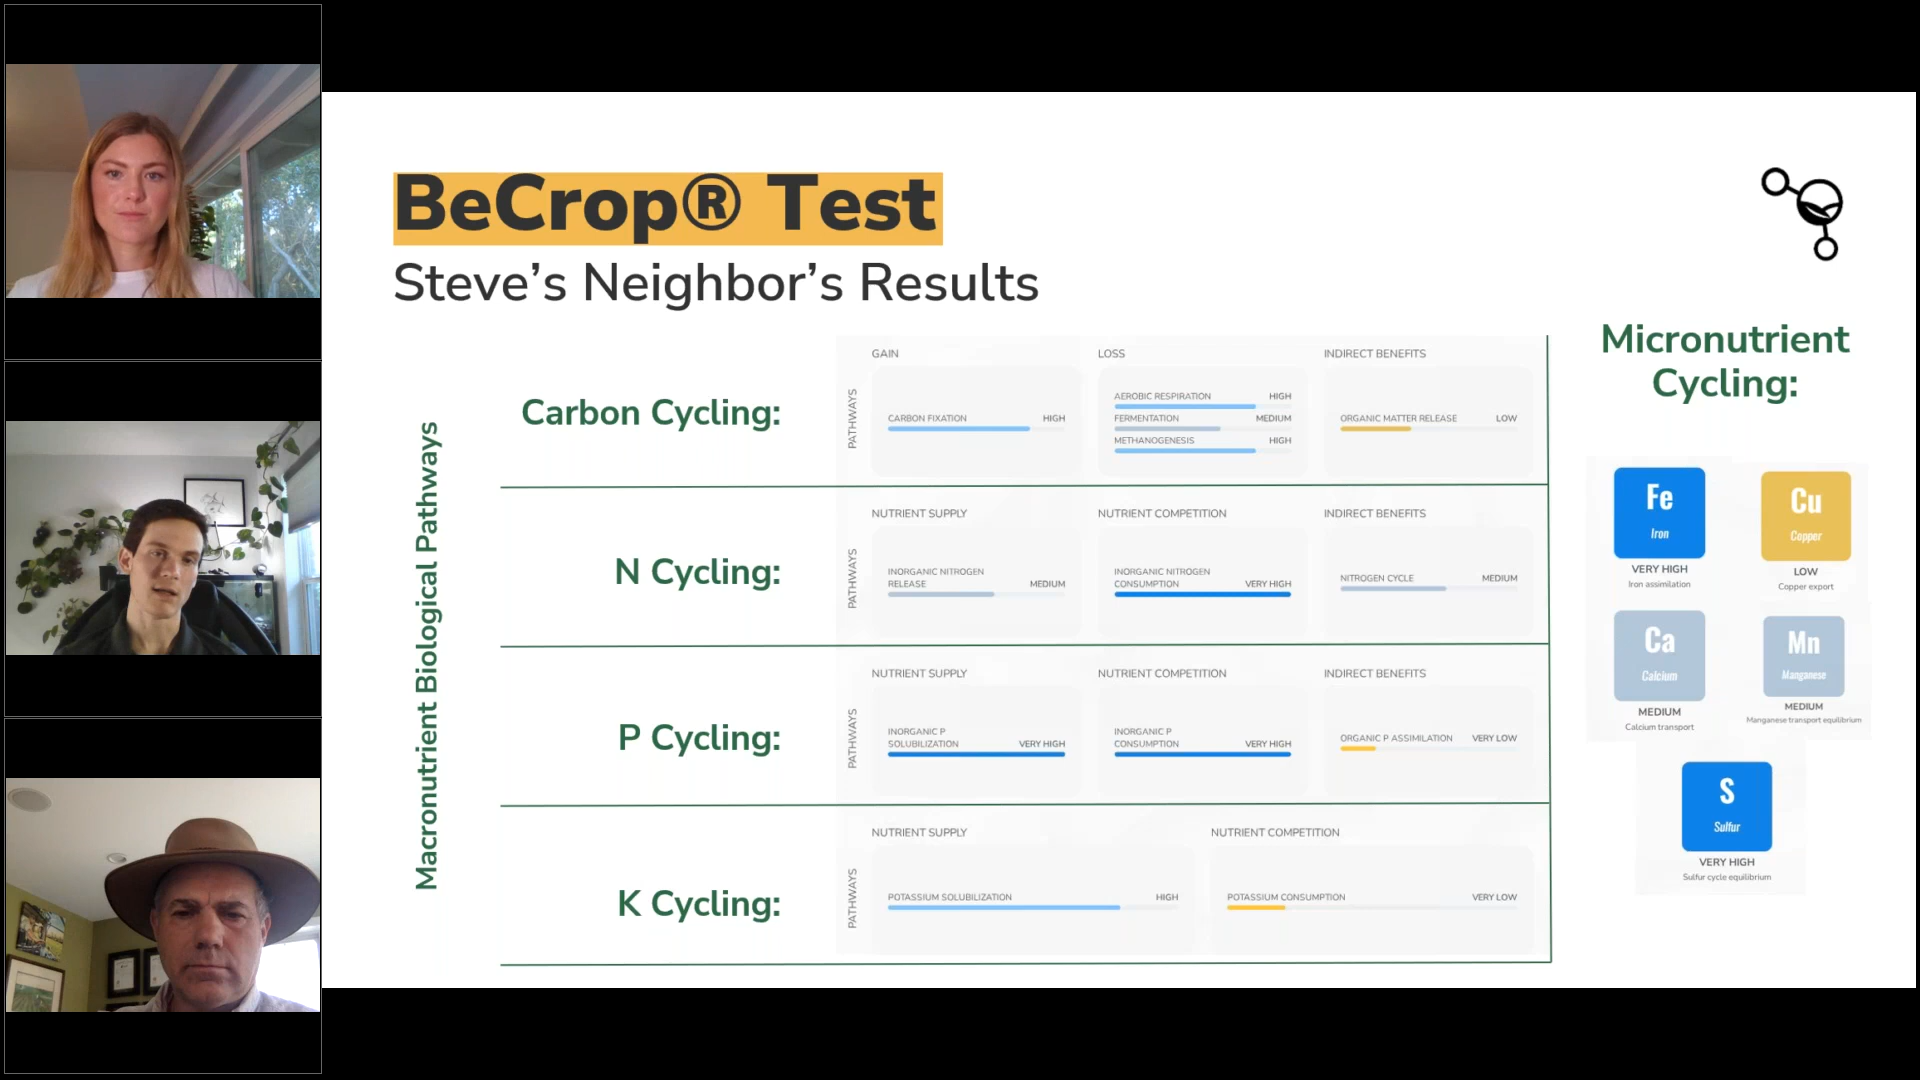 BeCrop® Test
Steve’s Neighbor’s Results
Macronutrient Biological Pathways
Carbon Cycling:
PATHWAYS
GAIN
CARBON FIXATION HIGH
LOSS
AEROBIC RESPIRATION HIGH
FERMENTATION MEDIUM
METHANOGENESIS HIGH
INDIRECT BENEFITS
ORGANIC MATTER RELEASE LOW
N Cycling:
PATHWAYS
NUTRIENT SUPPLY
INORGANIC NITROGEN
RELEASE MEDIUM
NUTRIENT COMPETITION
INORGANIC NITROGEN
CONSUMPTION VERY HIGH
INDIRECT BENEFITS
NITROGEN CYCLE MEDIUM
P Cycling:
PATHWAYS
NUTRIENT SUPPLY
INORGANIC P
SOLUBILIZATION VERY HIGH
NUTRIENT COMPETITION
INORGANIC P
CONSUMPTION VERY HIGH
INDIRECT BENEFITS
ORGANIC P ASSIMILATION VERY LOW
K Cycling:
PATHWAYS
NUTRIENT SUPPLY
POTASSIUM SOLUBILIZATION HIGH
NUTRIENT COMPETITION
POTASSIUM CONSUMPTION VERY LOW
Micronutrient
Cycling:
Fe
Iron
VERY HIGH
Iron assimilation
Cu
Copper
LOW
Copper export
Ca
Calcium
MEDIUM
Calcium transport
Mn
Manganese
MEDIUM
Manganese transport equilibrium
S
Sulfur
VERY HIGH
Sulfur cycle equilibrium